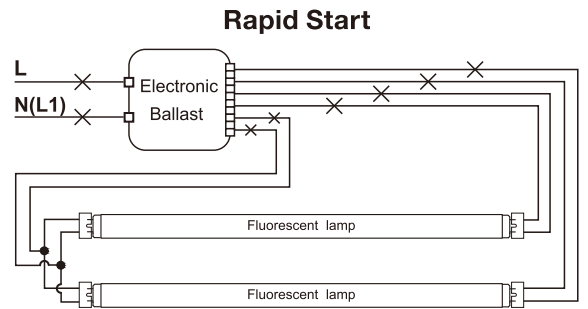 Rapid Start
L
N(L1)
Electronic
Ballast
Fluorescent lamp
Fluorescent lamp